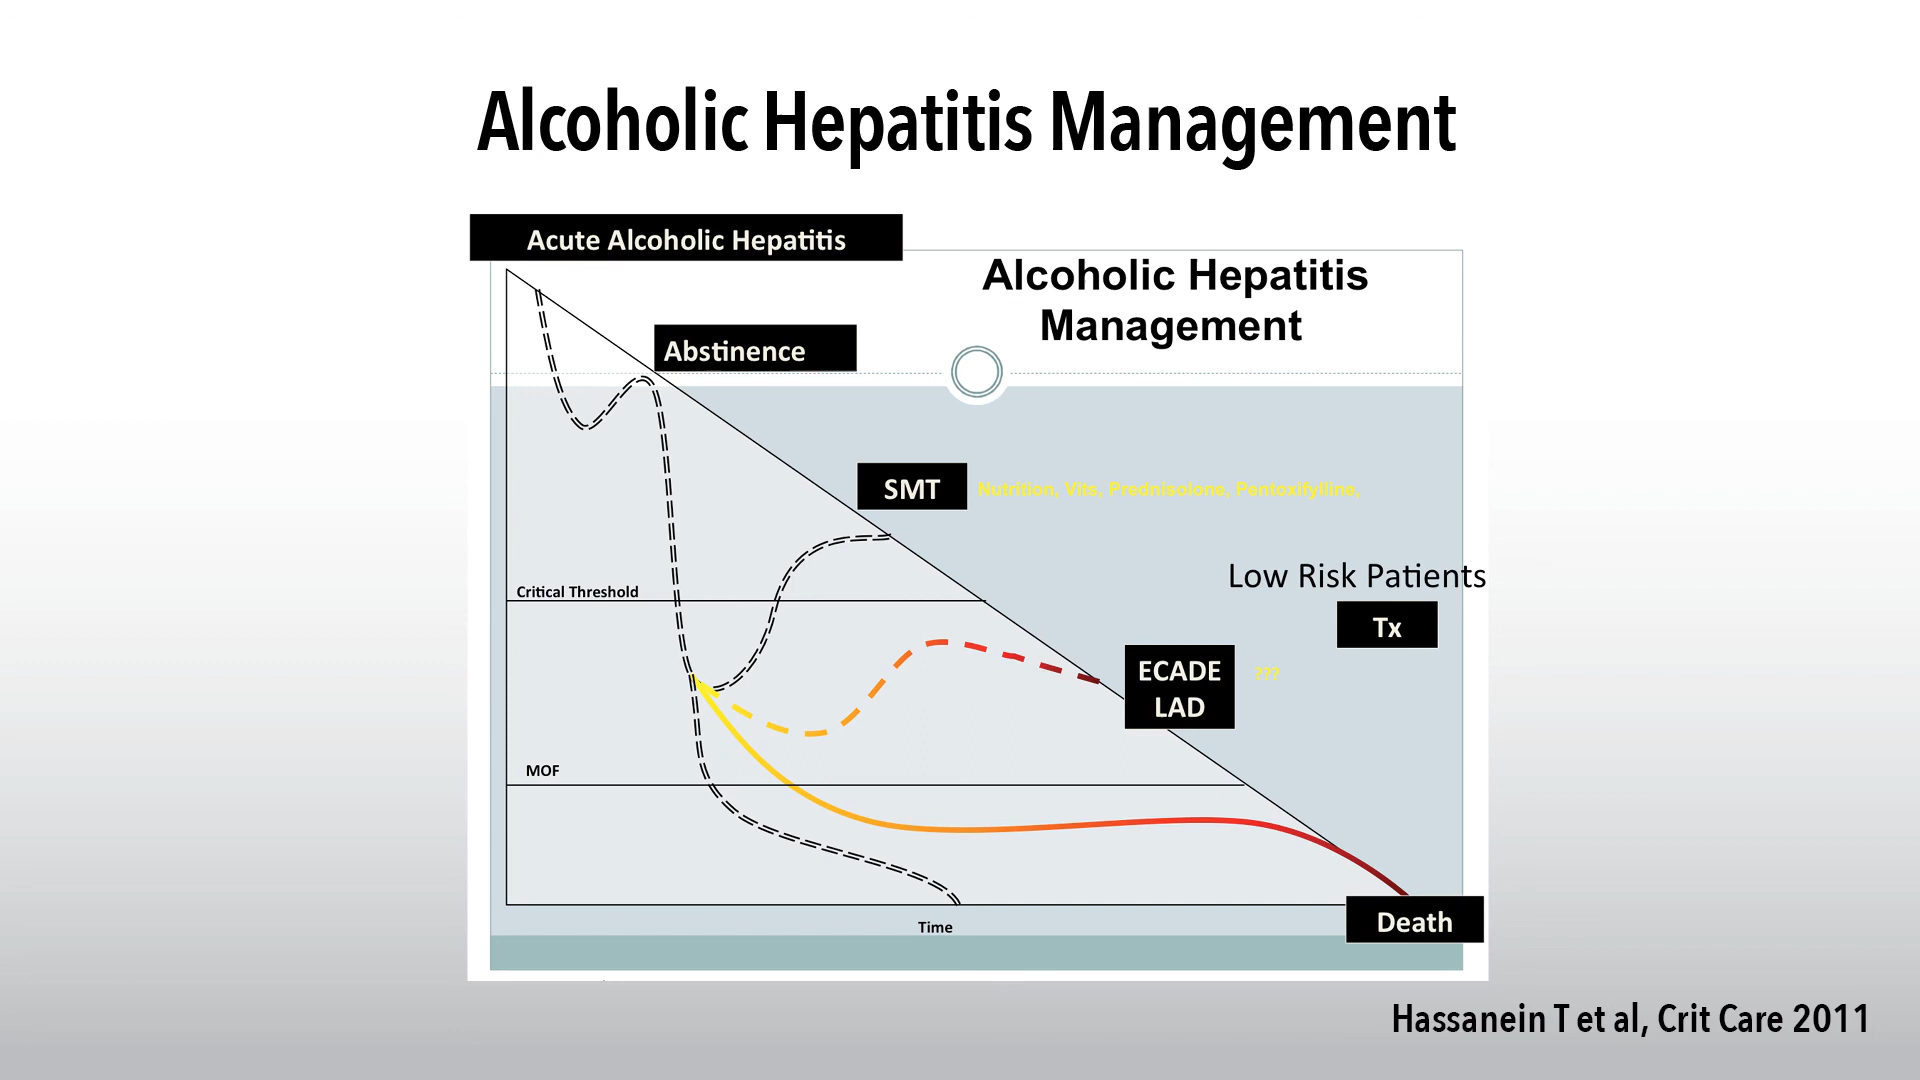 Alcoholic Hepatitis Management
Acute Alcoholic Hepatitis
Alcoholic Hepatitis
Management
Abstinence
SMT
Nutrition, Vits, Prednisolone, Pentoxifylline,
Low Risk Patients
Critical Threshold
Tx
ECADE
LAD
???
MOF
Death
Time
Hassanein T et al, Crit Care 2011